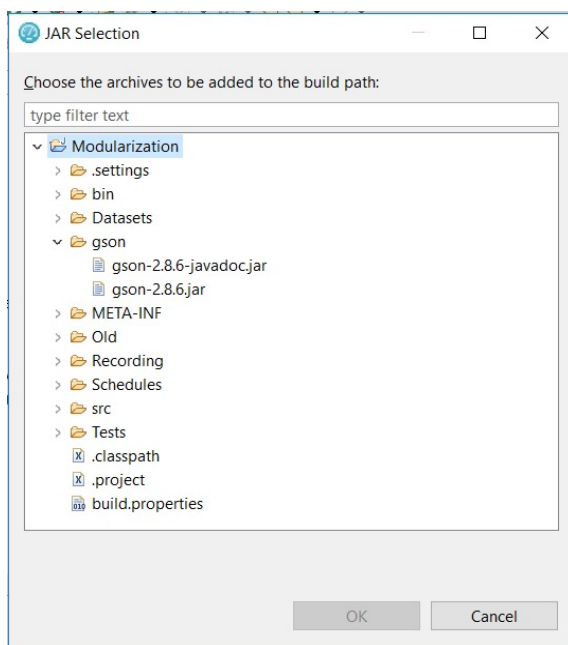 JAR Selection
Choose the archives to be added to the build path:
type filter text
Modularization
.settings
bin
Datasets
gson
gson-2.8.6-javadoc.jar
gson-2.8.6.jar
META-INF
Old
Recording
Schedules
src
Tests
.classpath
.project
build.properties
OK
Cancel